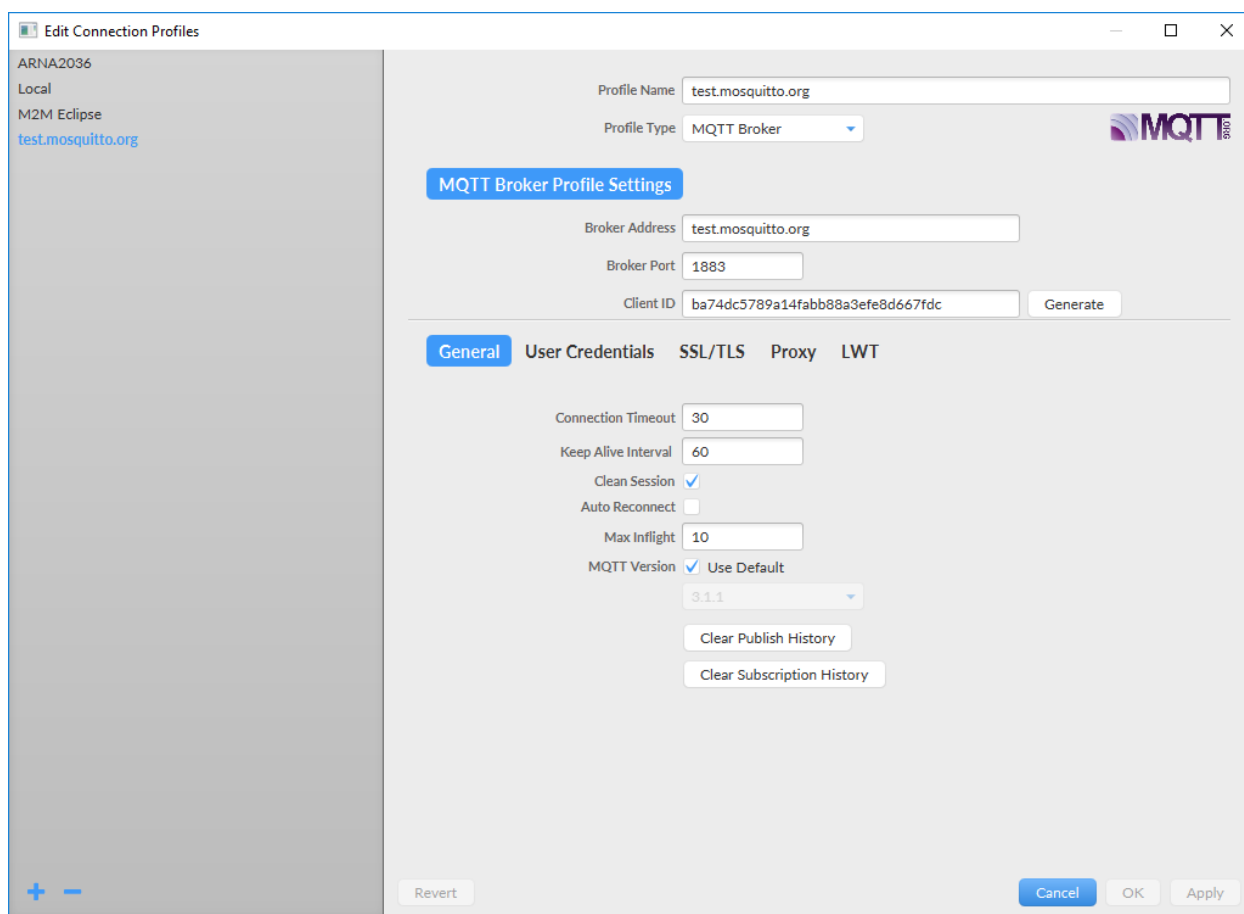 Edit Connection Profiles
ARNA2036
Local
M2M Eclipse
test.mosquitto.org
Profile Name test.mosquitto.org
Profile Type MQTT Broker
MQTT.ORG
MQTT Broker Profile Settings
Broker Address test.mosquitto.org
Broker Port 1883
Client ID ba74dc5789a14fabb88a3efe8d667fdc Generate
General User Credentials SSL/TLS Proxy LWT
Connection Timeout 30
Keep Alive Interval 60
Clean Session
Auto Reconnect
Max Inflight 10
MQTT Version Use Default
3.1.1
Clear Publish History
Clear Subscription History
Revert Cancel OK Apply